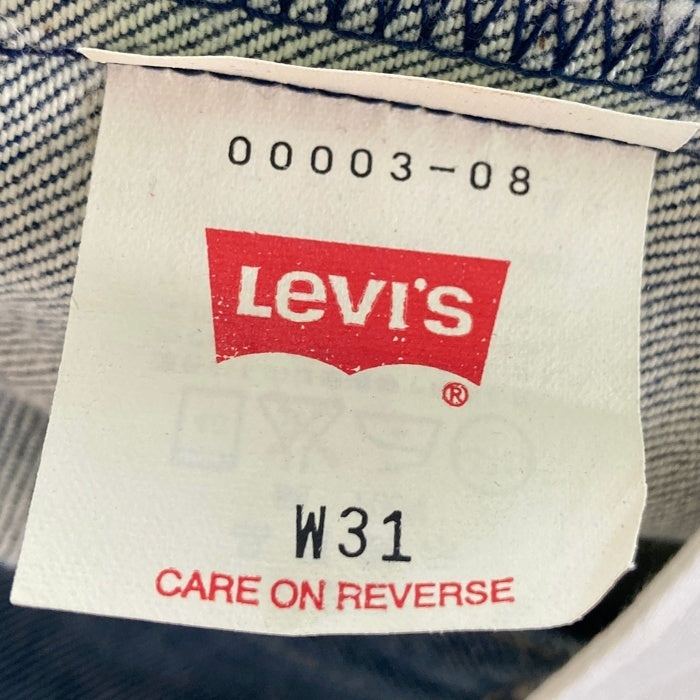 00003-08
LEVI'S
®
W31
CARE ON REVERSE